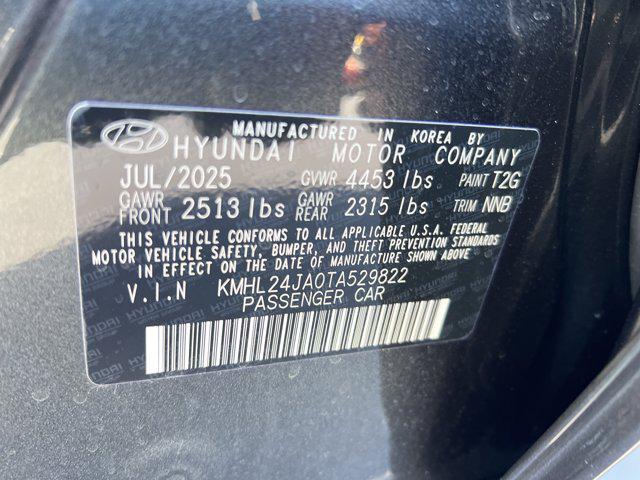 MANUFACTURED IN KOREA BY
HYUNDAI MOTOR COMPANY
JUL/2025 GVWR 4453 lbs PAINT T2G
GAWR FRONT 2513 lbs GAWR REAR 2315 lbs TRIM NNB
THIS VEHICLE CONFORMS TO ALL APPLICABLE U.S.A. FEDERAL
MOTOR VEHICLE SAFETY, BUMPER, AND THEFT PREVENTION STANDARDS
IN EFFECT ON THE DATE OF MANUFACTURE SHOWN ABOVE
V.I.N KMHL24JA0TA529822
PASSENGER CAR